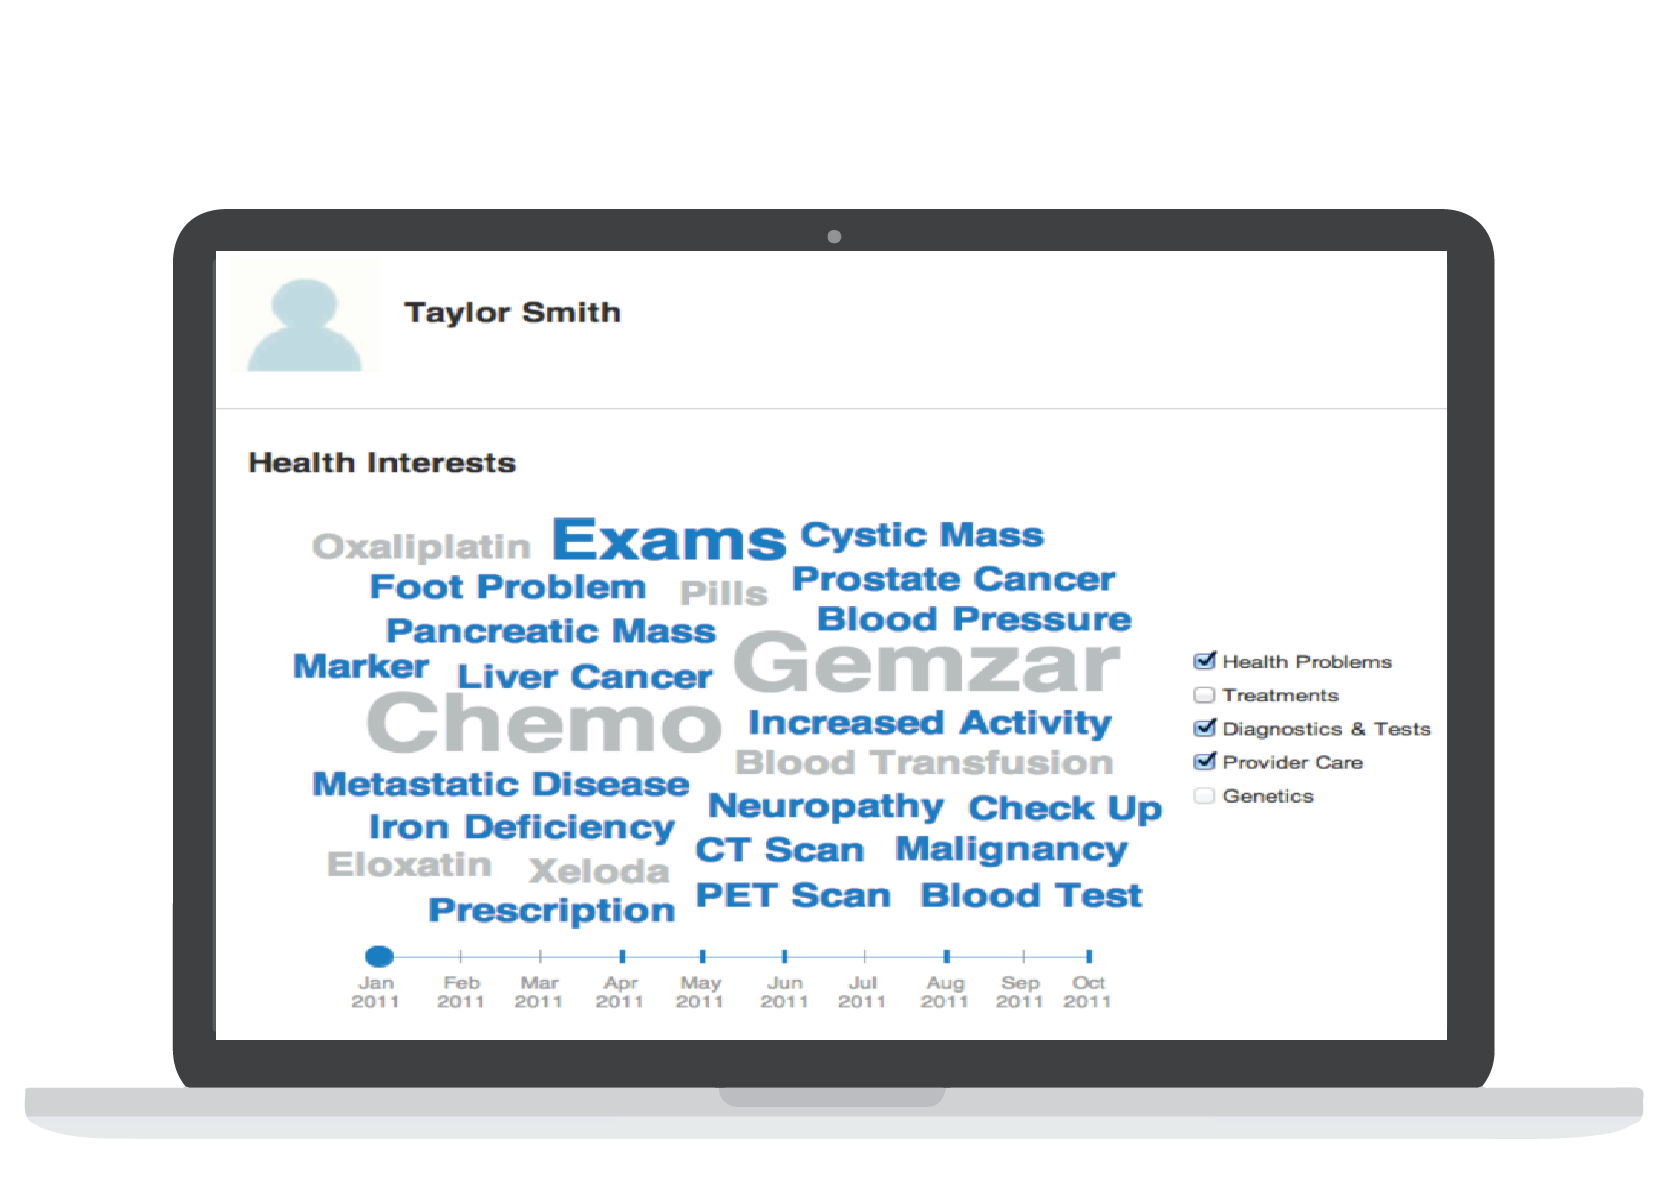 Taylor Smith
Health Interests
Oxaliplatin Exams Cystic Mass
Foot Problem Pills Prostate Cancer
Pancreatic Mass Blood Pressure
Marker Liver Cancer Gemzar
Chemo Increased Activity
Blood Transfusion
Metastatic Disease Neuropathy Check Up
Iron Deficiency CT Scan Malignancy
Eloxatin Xeloda
Prescription PET Scan Blood Test
Health Problems
Treatments
Diagnostics & Tests
Provider Care
Genetics
Jan Feb Mar Apr May Jun Jul Aug Sep Oct
2011 2011 2011 2011 2011 2011 2011 2011 2011 2011